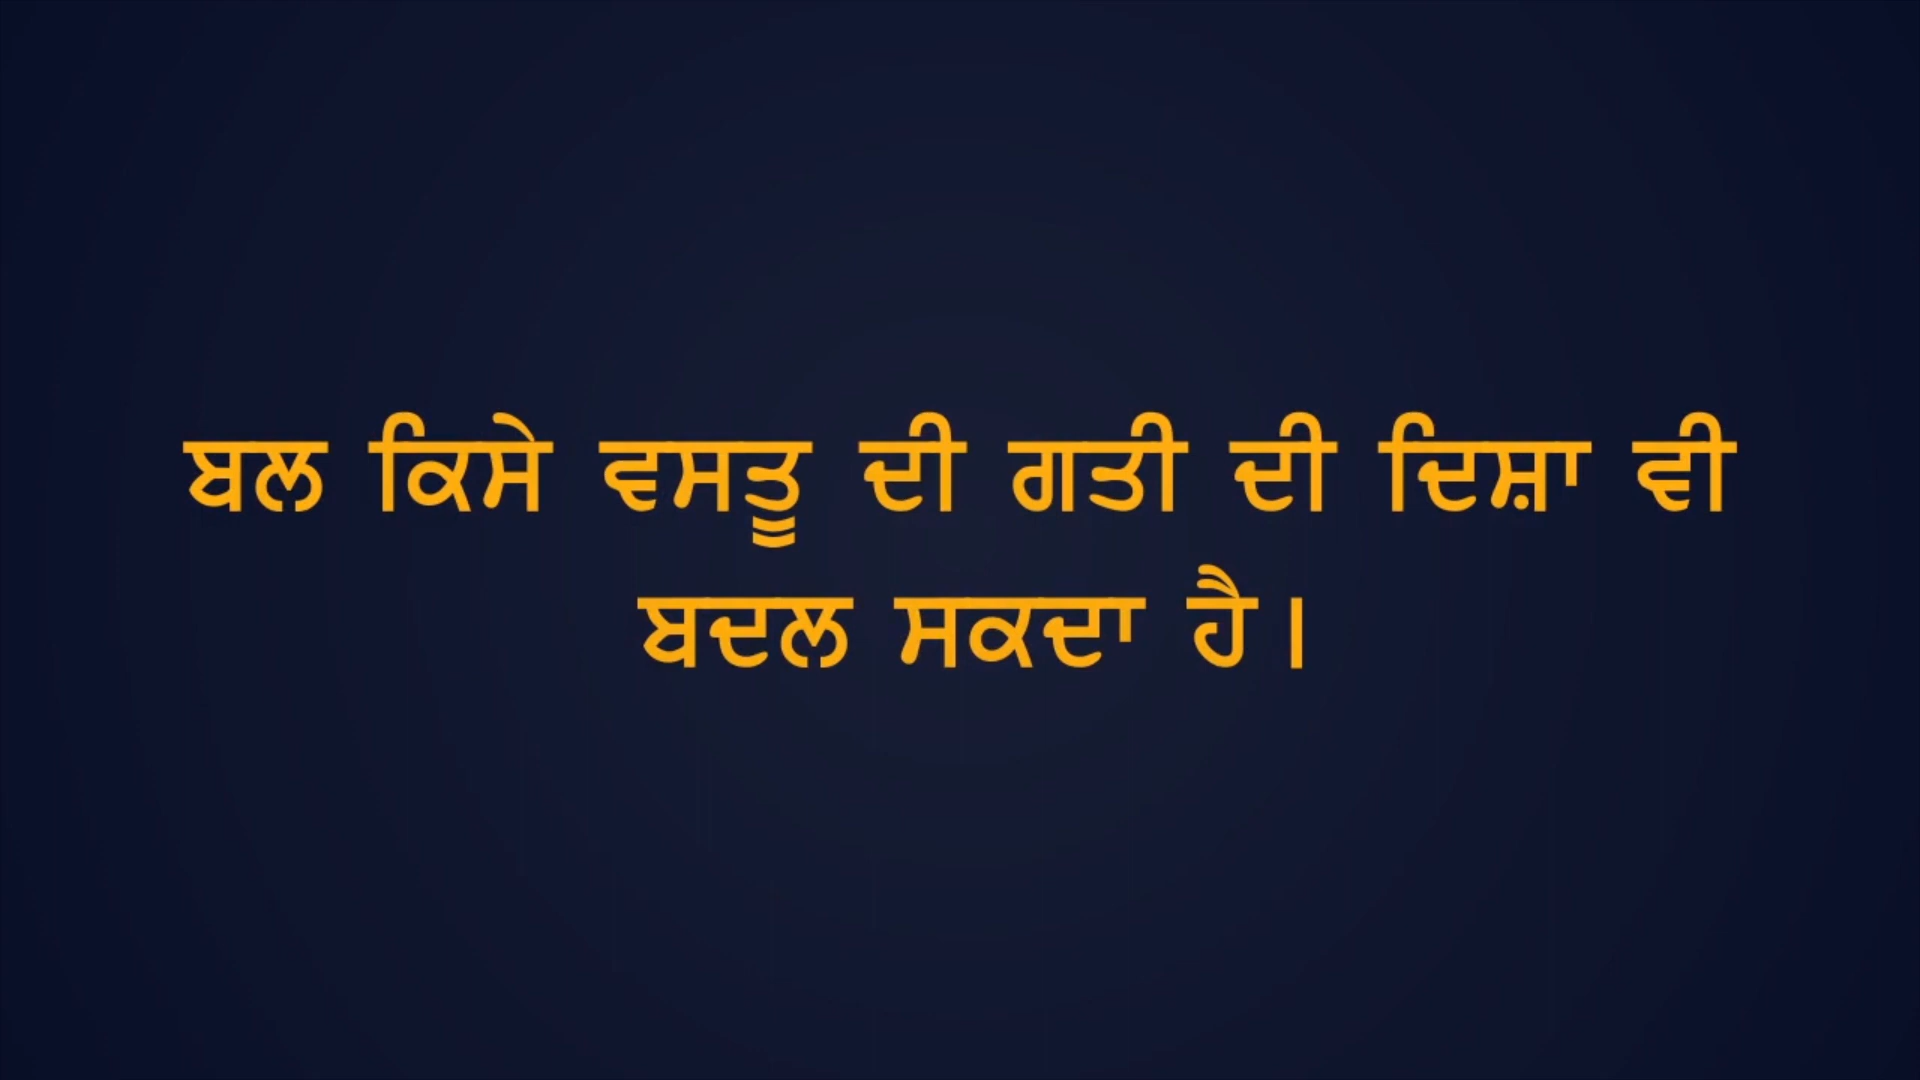 ਬਲ ਕਿਸੇ ਵਸਤੂ ਦੀ ਗਤੀ ਦੀ ਦਿਸ਼ਾ ਵੀ
ਬਦਲ ਸਕਦਾ ਹੈ।